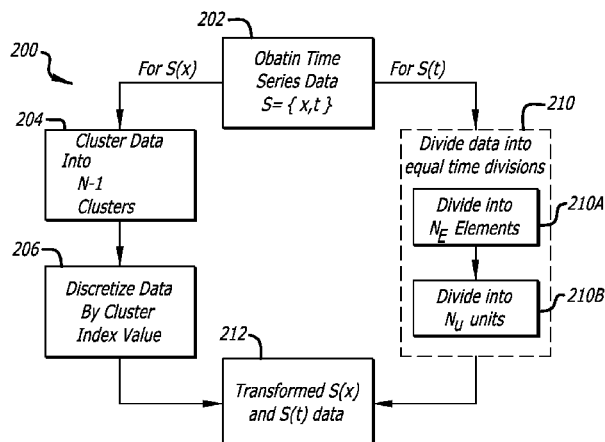 202
200
Obatin Time
Series Data
S= { x,t }
For S(x)
For S(t)
204
210
Cluster Data
Into
N-1
Clusters
Divide data into
equal time divisions
210A
Divide into
N_E Elements
206
Discretize Data
By Cluster
Index Value
210B
Divide into
N_u units
212
Transformed S(x)
and S(t) data